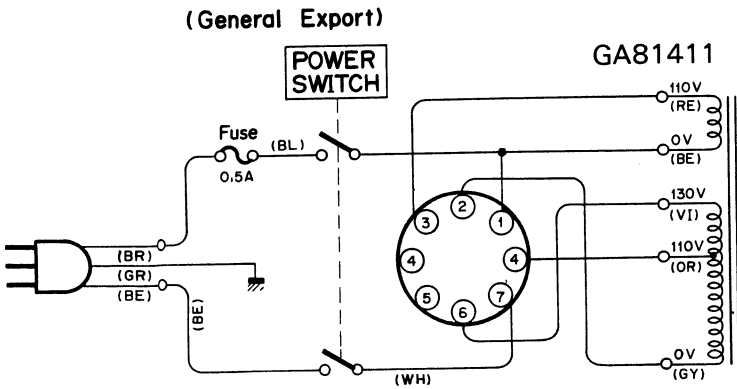 (General Export)
GA81411
POWER
SWITCH
110V
(RE)
Fuse
0.5A
(BL)
0V
(BE)
130V
(VI)
110V
(OR)
0V
(GY)
2
3
1
4
4
5
7
6
(BR)
(GR)
(BE)
(BE)
(WH)